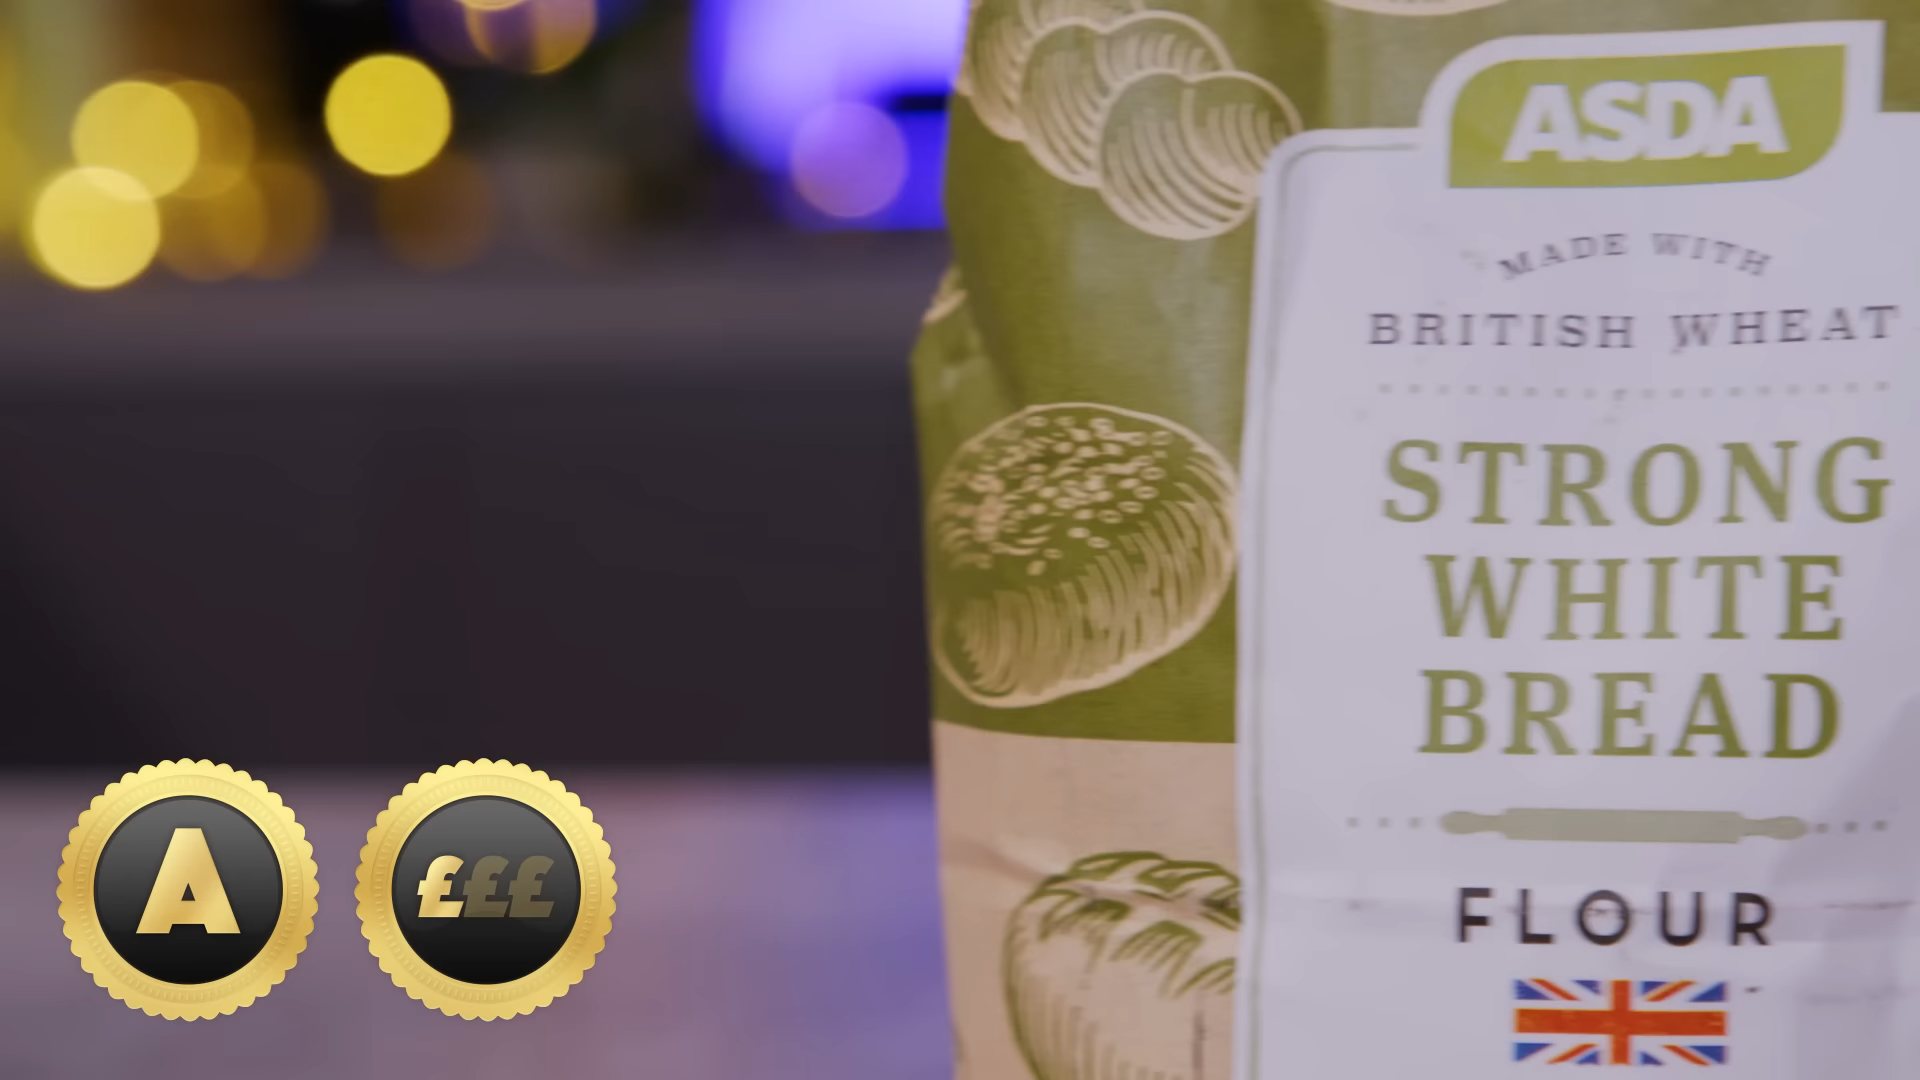 ASDA
MADE WITH
BRITISH WHEAT
STRONG
WHITE
BREAD
FLOUR
A
£££